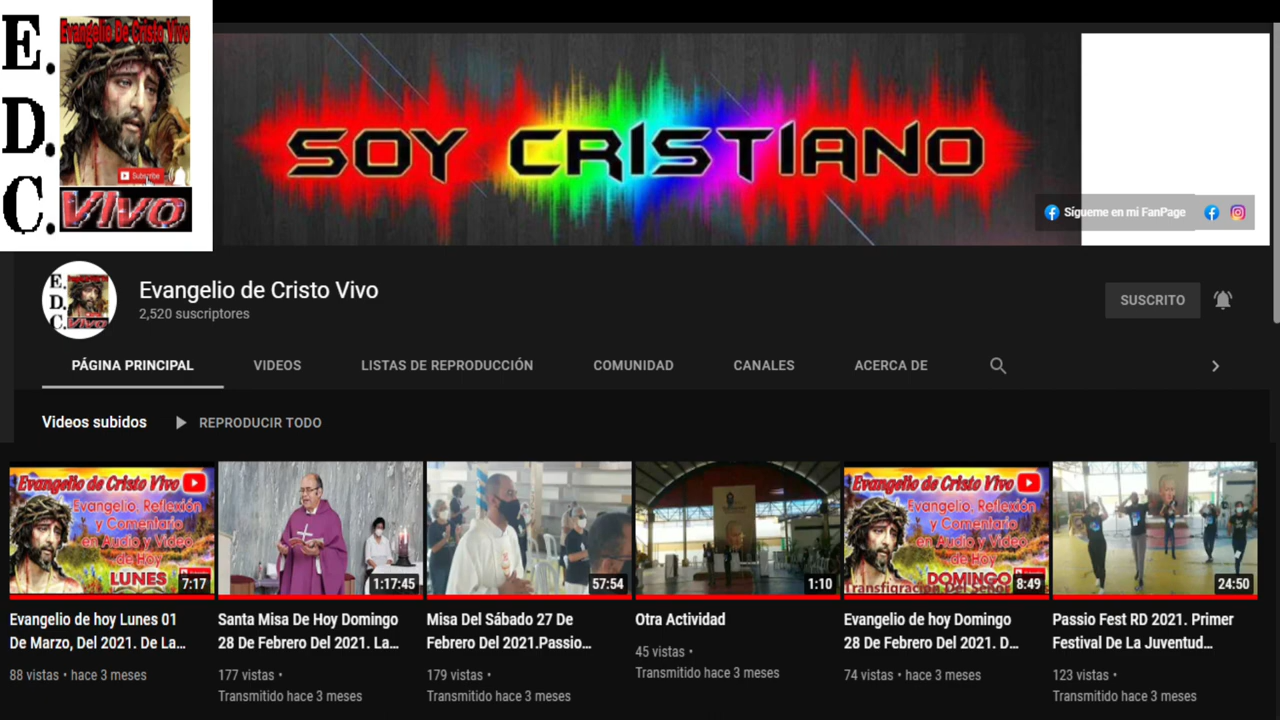 E.
D.
C.
Evangelio De Cristo Vivo
Subscribe
Vivo
SOY CRISTIANO
Sígueme en mi FanPage
E.
D.
C.
Vivo
Evangelio de Cristo Vivo
2,520 suscriptores
SUSCRITO
PÁGINA PRINCIPAL VIDEOS LISTAS DE REPRODUCCIÓN COMUNIDAD CANALES ACERCA DE
Videos subidos REPRODUCIR TODO
Evangelio de Cristo Vivo
Evangelio, Reflexión
y Comentario
en Audio y Video
de Hoy
LUNES
7:17
1:17:45
57:54
1:10
Evangelio de Cristo Vivo
Evangelio, Reflexión
y Comentario
en Audio y Video
de Hoy
DOMINGO
Transfigración Del Señor
8:49
24:50
Evangelio de hoy Lunes 01
De Marzo, Del 2021. De La...
88 vistas • hace 3 meses
Santa Misa De Hoy Domingo
28 De Febrero Del 2021. La...
177 vistas •
Transmitido hace 3 meses
Misa Del Sábado 27 De
Febrero Del 2021.Passio...
179 vistas •
Transmitido hace 3 meses
Otra Actividad
45 vistas •
Transmitido hace 3 meses
Evangelio de hoy Domingo
28 De Febrero Del 2021. D...
74 vistas • hace 3 meses
Passio Fest RD 2021. Primer
Festival De La Juventud...
123 vistas •
Transmitido hace 3 meses